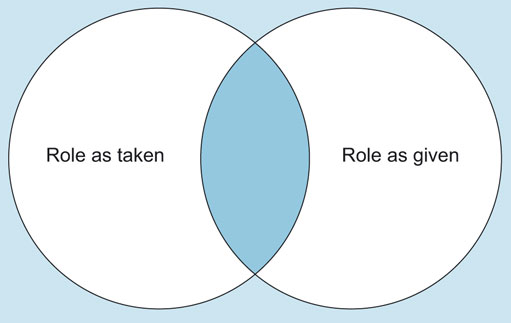 Role as taken
Role as given